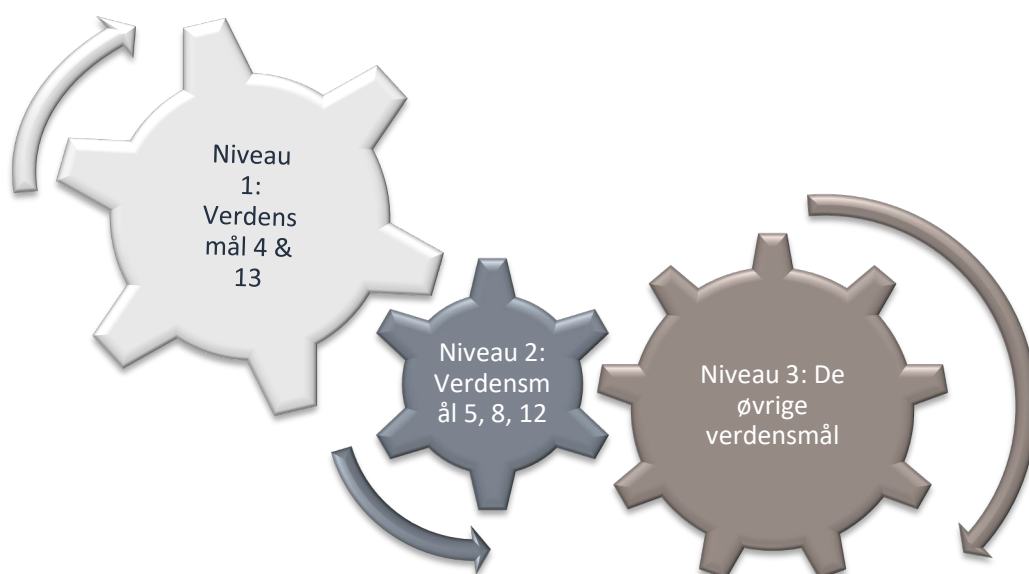 Niveau
1:
Verdens
mål 4 &
13
Niveau 2:
Verdensm
ål 5, 8, 12
Niveau 3: De
øvrige
verdensmål